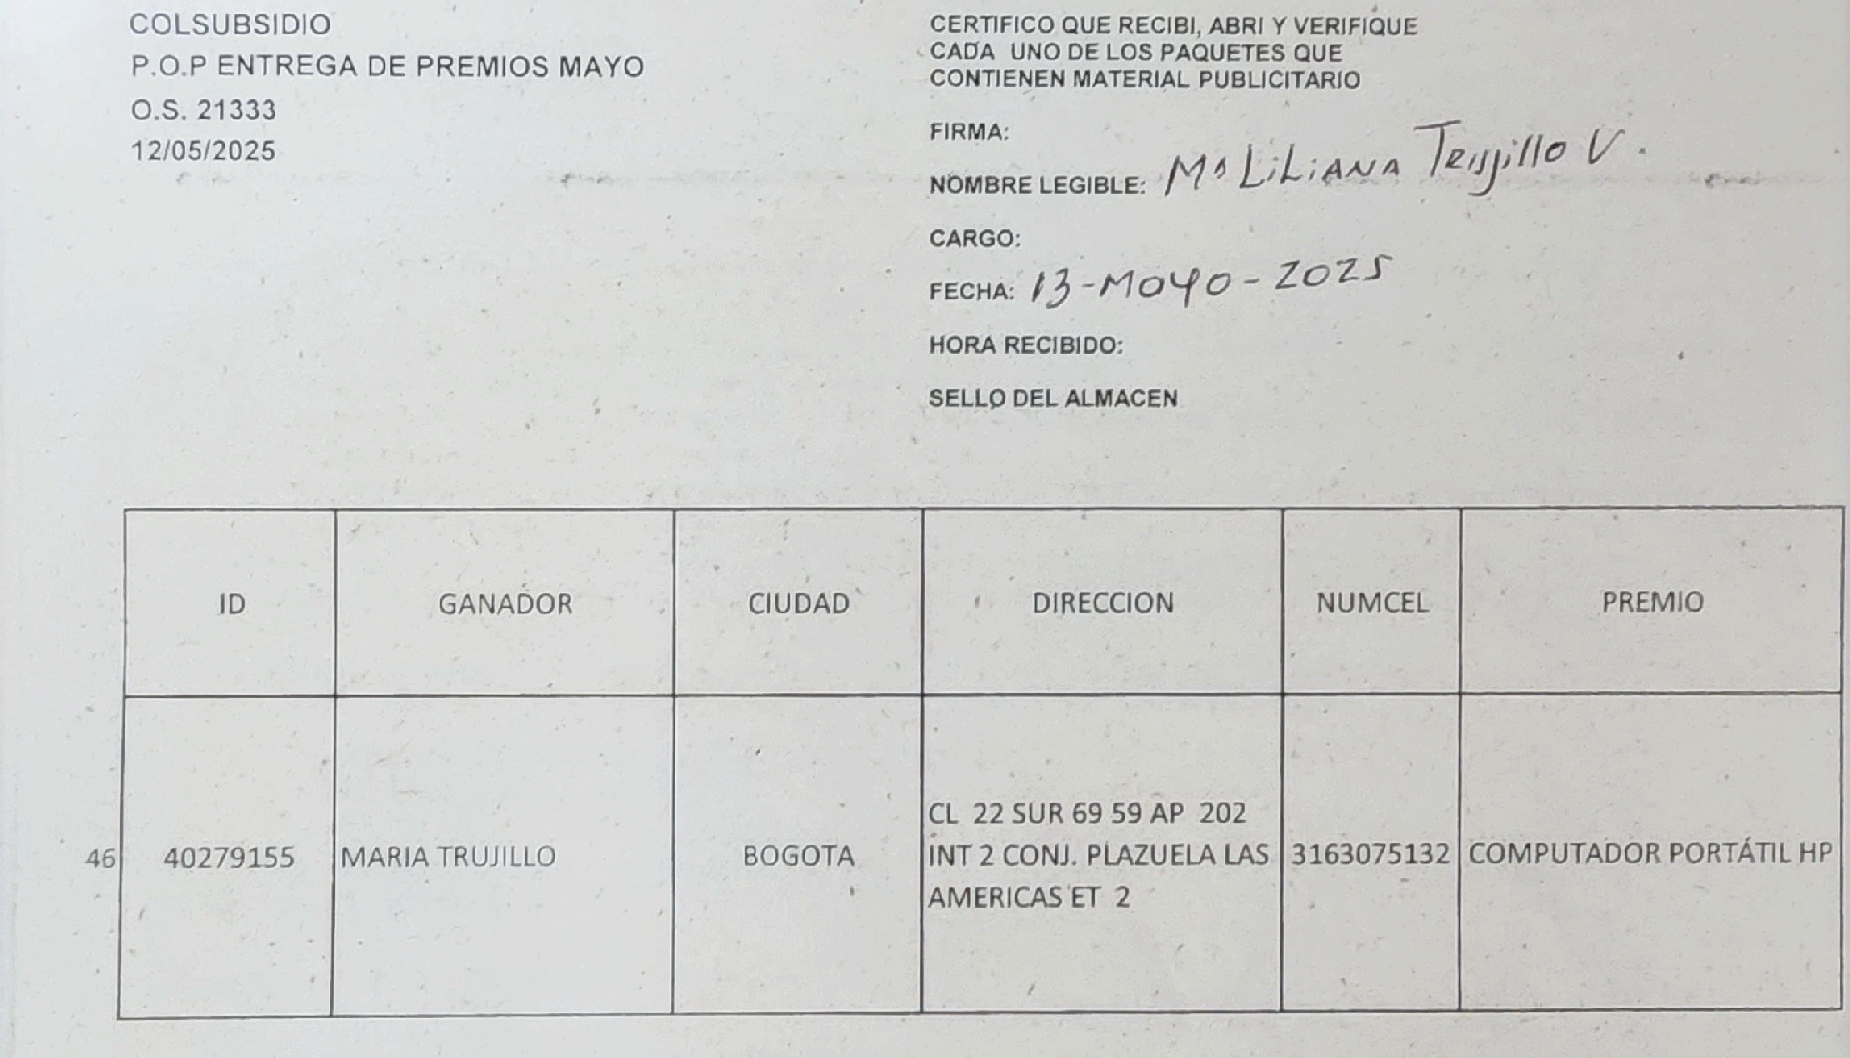 COLSUBSIDIO
P.O.P ENTREGA DE PREMIOS MAYO
O.S. 21333
12/05/2025
CERTIFICO QUE RECIBI, ABRI Y VERIFIQUE
CADA UNO DE LOS PAQUETES QUE
CONTIENEN MATERIAL PUBLICITARIO
FIRMA:
NOMBRE LEGIBLE: Mª LiLiANA Trujillo V.
CARGO:
FECHA: 13-MAYO-2025
HORA RECIBIDO:
SELLO DEL ALMACEN
ID GANADOR CIUDAD DIRECCION NUMCEL PREMIO
CL 22 SUR 69 59 AP 202
46 40279155 MARIA TRUJILLO BOGOTA INT 2 CONJ. PLAZUELA LAS 3163075132 COMPUTADOR PORTÁTIL HP
AMERICAS ET 2